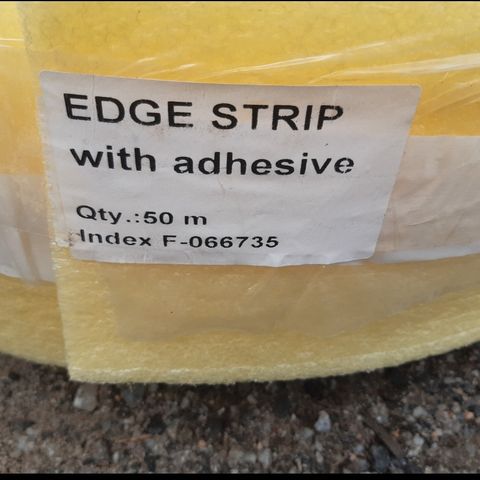 EDGE STRIP
with adhesive
Qty.:50 m
Index F-066735